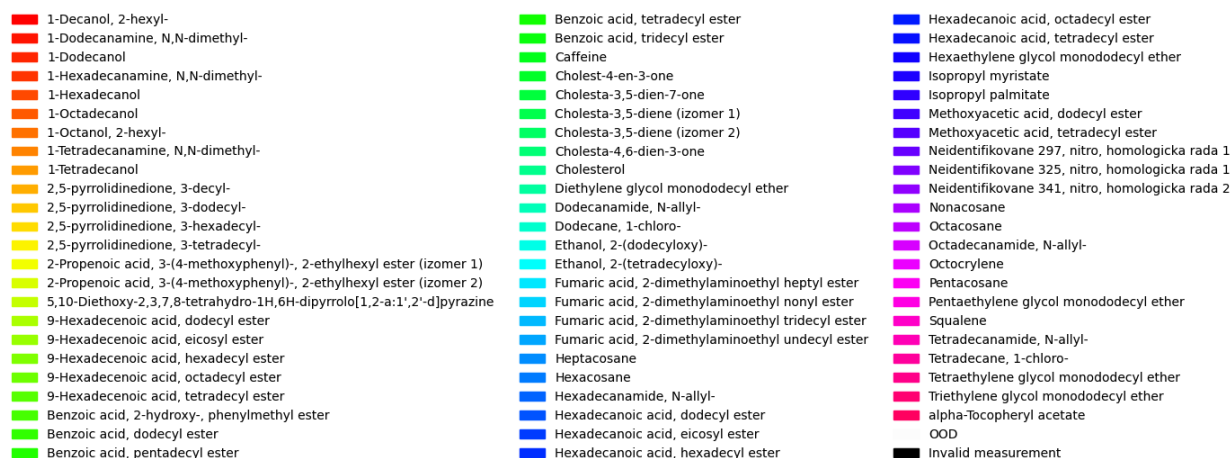 1-Decanol, 2-hexyl-
1-Dodecanamine, N,N-dimethyl-
1-Dodecanol
1-Hexadecanamine, N,N-dimethyl-
1-Hexadecanol
1-Octadecanol
1-Octanol, 2-hexyl-
1-Tetradecanamine, N,N-dimethyl-
1-Tetradecanol
2,5-pyrrolidinedione, 3-decyl-
2,5-pyrrolidinedione, 3-dodecyl-
2,5-pyrrolidinedione, 3-hexadecyl-
2,5-pyrrolidinedione, 3-tetradecyl-
2-Propenoic acid, 3-(4-methoxyphenyl)-, 2-ethylhexyl ester (izomer 1)
2-Propenoic acid, 3-(4-methoxyphenyl)-, 2-ethylhexyl ester (izomer 2)
5,10-Diethoxy-2,3,7,8-tetrahydro-1H,6H-dipyrrolo[1,2-a:1',2'-d]pyrazine
9-Hexadecenoic acid, dodecyl ester
9-Hexadecenoic acid, eicosyl ester
9-Hexadecenoic acid, hexadecyl ester
9-Hexadecenoic acid, octadecyl ester
9-Hexadecenoic acid, tetradecyl ester
Benzoic acid, 2-hydroxy-, phenylmethyl ester
Benzoic acid, dodecyl ester
Benzoic acid, pentadecyl ester
Benzoic acid, tetradecyl ester
Benzoic acid, tridecyl ester
Caffeine
Cholest-4-en-3-one
Cholesta-3,5-dien-7-one
Cholesta-3,5-diene (izomer 1)
Cholesta-3,5-diene (izomer 2)
Cholesta-4,6-dien-3-one
Cholesterol
Diethylene glycol monododecyl ether
Dodecanamide, N-allyl-
Dodecane, 1-chloro-
Ethanol, 2-(dodecyloxy)-
Ethanol, 2-(tetradecyloxy)-
Fumaric acid, 2-dimethylaminoethyl heptyl ester
Fumaric acid, 2-dimethylaminoethyl nonyl ester
Fumaric acid, 2-dimethylaminoethyl tridecyl ester
Fumaric acid, 2-dimethylaminoethyl undecyl ester
Heptacosane
Hexacosane
Hexadecanamide, N-allyl-
Hexadecanoic acid, dodecyl ester
Hexadecanoic acid, eicosyl ester
Hexadecanoic acid, hexadecyl ester
Hexadecanoic acid, octadecyl ester
Hexadecanoic acid, tetradecyl ester
Hexaethylene glycol monododecyl ether
Isopropyl myristate
Isopropyl palmitate
Methoxyacetic acid, dodecyl ester
Methoxyacetic acid, tetradecyl ester
Neidentifikovane 297, nitro, homologicka rada 1
Neidentifikovane 325, nitro, homologicka rada 1
Neidentifikovane 341, nitro, homologicka rada 2
Nonacosane
Octacosane
Octadecanamide, N-allyl-
Octocrylene
Pentacosane
Pentaethylene glycol monododecyl ether
Squalene
Tetradecanamide, N-allyl-
Tetradecane, 1-chloro-
Tetraethylene glycol monododecyl ether
Triethylene glycol monododecyl ether
alpha-Tocopheryl acetate
OOD
Invalid measurement